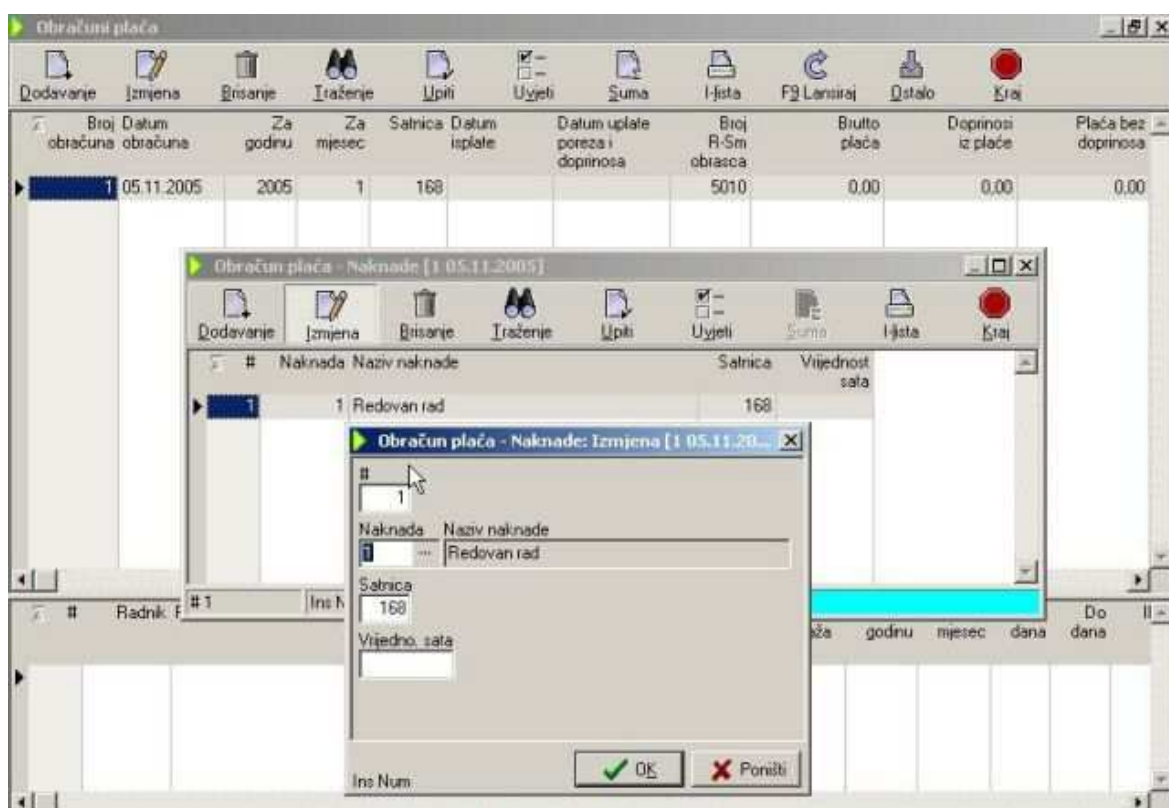 Obračuni plaća
Dodavanje Izmjena Brisanje Traženje Upiti Uvjeti Suma I-lista F9 Lansiraj Ostalo Kraj
Broj obračuna Datum obračuna Za godinu Za mjesec Satnica Datum isplate Datum uplate poreza i doprinosa Broj R-Sm obrasca Brutto plaća Doprinosi iz plaće Plaća bez doprinosa
1 05.11.2005 2005 1 168 5010 0,00 0,00 0,00
Obračun plaća - Naknade [1 05.11.2005]
Dodavanje Izmjena Brisanje Traženje Upiti Uvjeti Suma I-lista Kraj
# Naknada Naziv naknade Satnica Vrijednost sata
1 1 Redovan rad 168
Obračun plaća - Naknade: Izmjena [1 05.11.20...
#
1
Naknada Naziv naknade
1 ... Redovan rad
Satnica
168
Vrijedno. sata
OK Poništi
Ins Num
# 1 Ins
# Radnik godinu mjesec dana Do dana